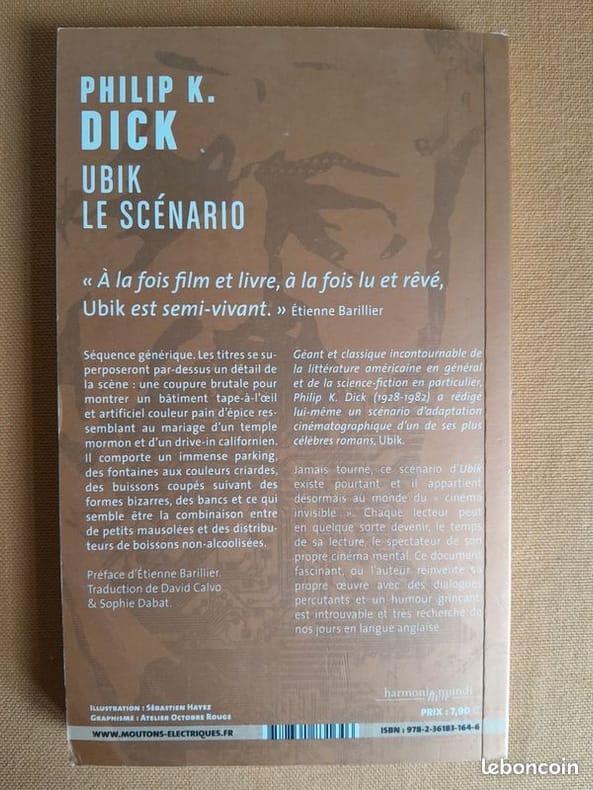 PHILIP K.
DICK
UBIK
LE SCÉNARIO
« À la fois film et livre, à la fois lu et rêvé,
Ubik est semi-vivant. » Étienne Barillier
Séquence générique. Les titres se su-
perposeront par-dessus un détail de
la scène : une coupure brutale pour
montrer un bâtiment tape-à-l’œil
et artificiel couleur pain d’épice res-
semblant au mariage d’un temple
mormon et d’un drive-in californien.
Il comporte un immense parking,
des fontaines aux couleurs criardes,
des buissons coupés suivant des
formes bizarres, des bancs et ce qui
semble être la combinaison entre
de petits mausolées et des distribu-
teurs de boissons non-alcoolisées.
Préface d’Étienne Barillier.
Traduction de David Calvo
& Sophie Dabat.
Géant et classique incontournable de
la littérature américaine en général
et de la science-fiction en particulier,
Philip K. Dick (1928-1982) a rédigé
lui-même un scénario d’adaptation
cinématographique d’un de ses plus
célèbres romans, Ubik.
Jamais tourné, ce scénario d’Ubik
existe pourtant et il appartient
désormais au monde du « cinéma
invisible ». Chaque lecteur peut
en quelque sorte devenir, le temps
de sa lecture, le spectateur de son
propre cinéma mental. Ce document
fascinant, où l’auteur réinvente sa
propre œuvre avec des dialogues
percutants et un humour grinçant,
est introuvable et très recherché de
nos jours en langue anglaise.
Illustration : Sébastien Hayez
Graphisme : Atelier Octobre Rouge
www.moutons-electriques.fr
harmonia mundi
PRIX : 7,90 €
ISBN : 978-2-36183-164-6
leboncoin